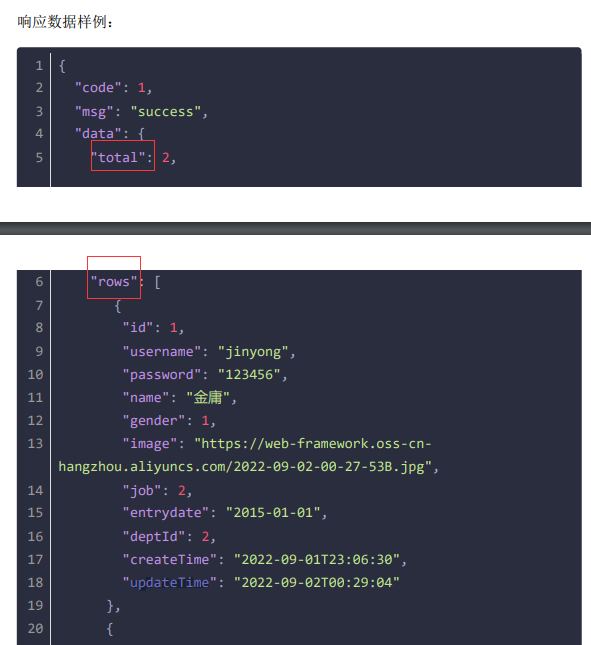 响应数据样例：
1 {
2 "code": 1,
3 "msg": "success",
4 "data": {
5 "total": 2,
6 "rows": [
7 {
8 "id": 1,
9 "username": "jinyong",
10 "password": "123456",
11 "name": "金庸",
12 "gender": 1,
13 "image": "https://web-framework.oss-cn-
hangzhou.aliyuncs.com/2022-09-02-00-27-53B.jpg",
14 "job": 2,
15 "entrydate": "2015-01-01",
16 "deptId": 2,
17 "createTime": "2022-09-01T23:06:30",
18 "updateTime": "2022-09-02T00:29:04"
19 },
20 {